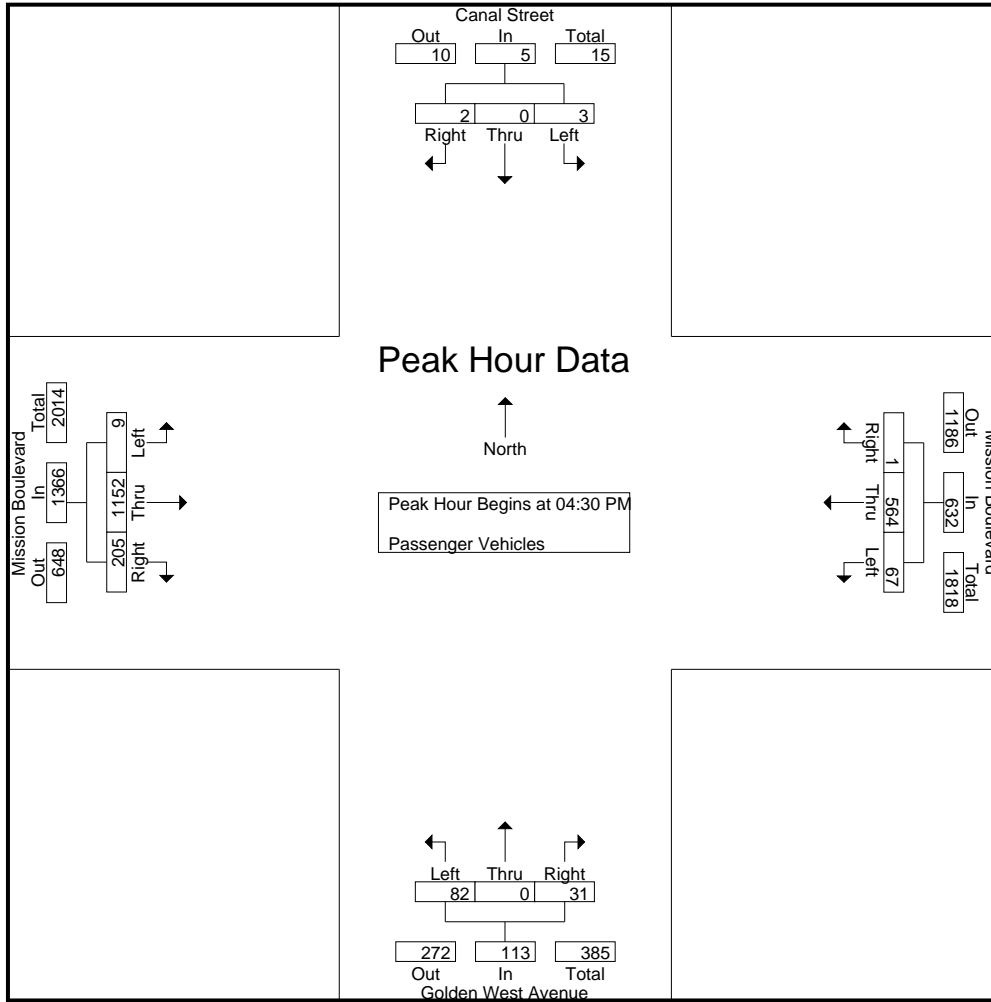 Canal Street
Out In Total
10 5 15
2 0 3
Right Thru Left
Peak Hour Data
North
Peak Hour Begins at 04:30 PM
Passenger Vehicles
Mission Boulevard
Out In Total
648 1366 2014
205 1152 9
Right Thru Left
Mission Boulevard
Out In Total
1186 632 1818
1 564 67
Right Thru Left
Left Thru Right
82 0 31
272 113 385
Out In Total
Golden West Avenue